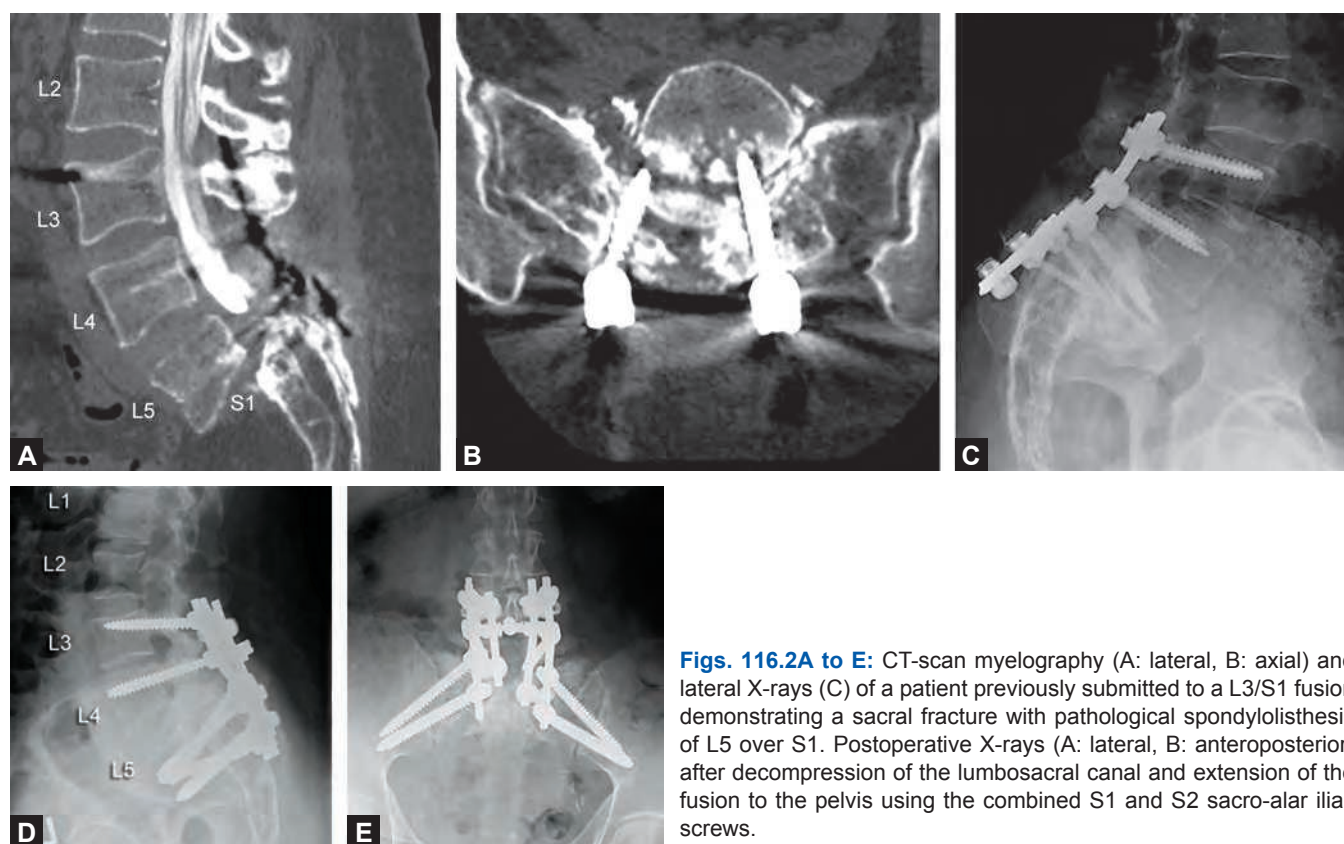 L2
L3
L4
L5
S1
A
B
C
L1
L2
L3
L4
L5
D
E
Figs. 116.2A to E: CT-scan myelography (A: lateral, B: axial) and
lateral X-rays (C) of a patient previously submitted to a L3/S1 fusion
demonstrating a sacral fracture with pathological
of L5 over S1. Postoperative X-rays (A: lateral, B:
after decompression of the lumbosacral canal and extension of the
fusion to the pelvis using the combined S1 and S2 sacro-alar
screws.